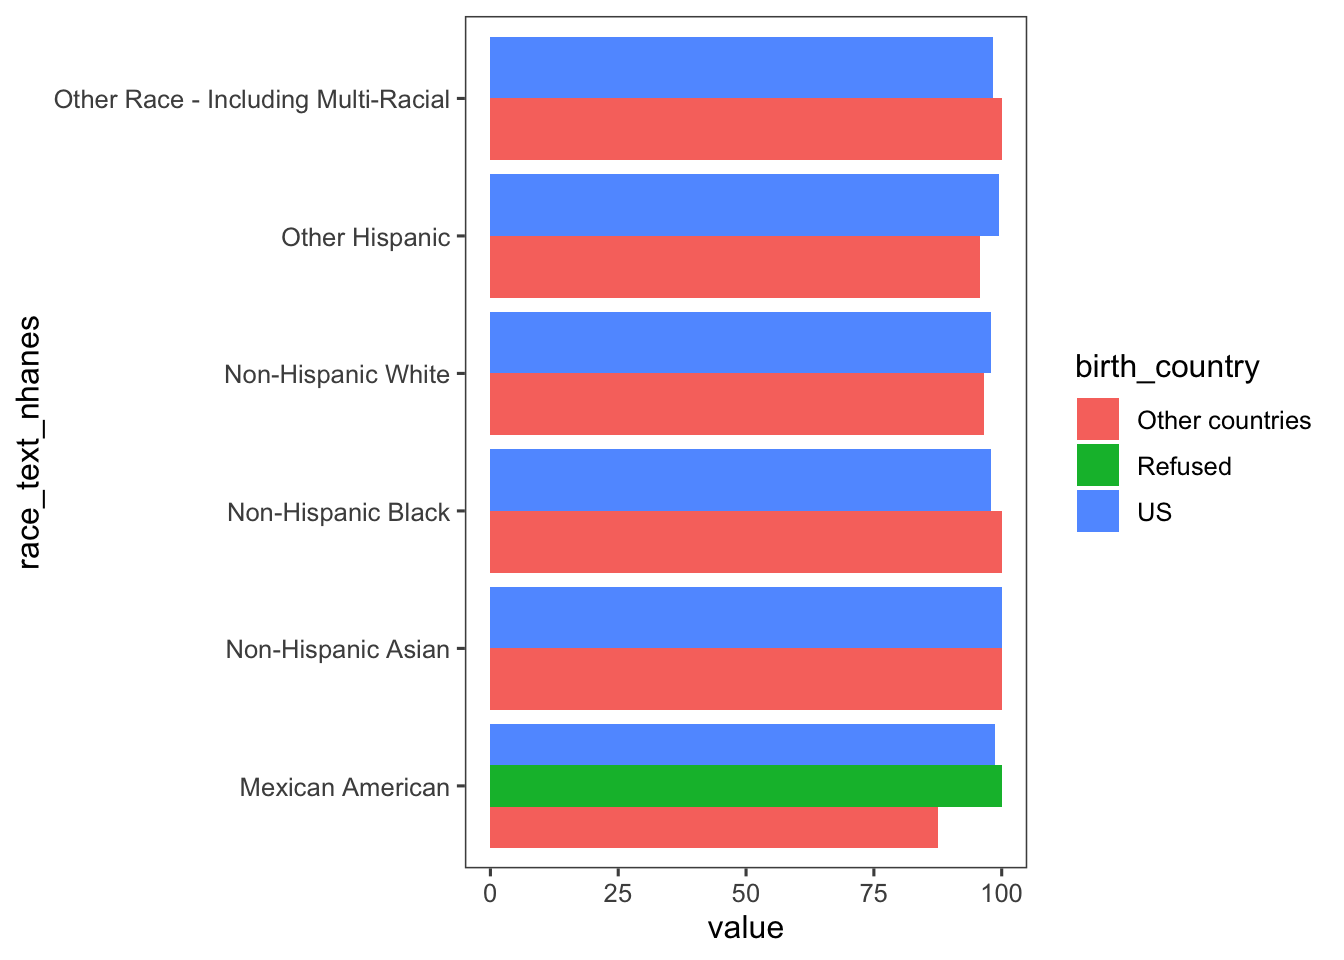 race_text_nhanes
Other Race - Including Multi-Racial
Other Hispanic
Non-Hispanic White
Non-Hispanic Black
Non-Hispanic Asian
Mexican American
0 25 50 75 100
value
birth_country
Other countries
Refused
US